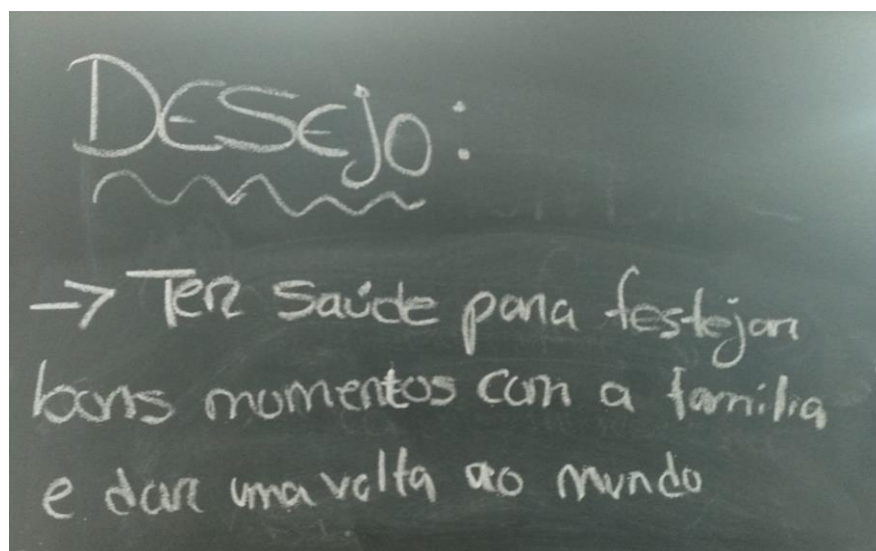 DESEJO:
→ Ter saúde para festejar
bons momentos com a família
e dar uma volta ao mundo